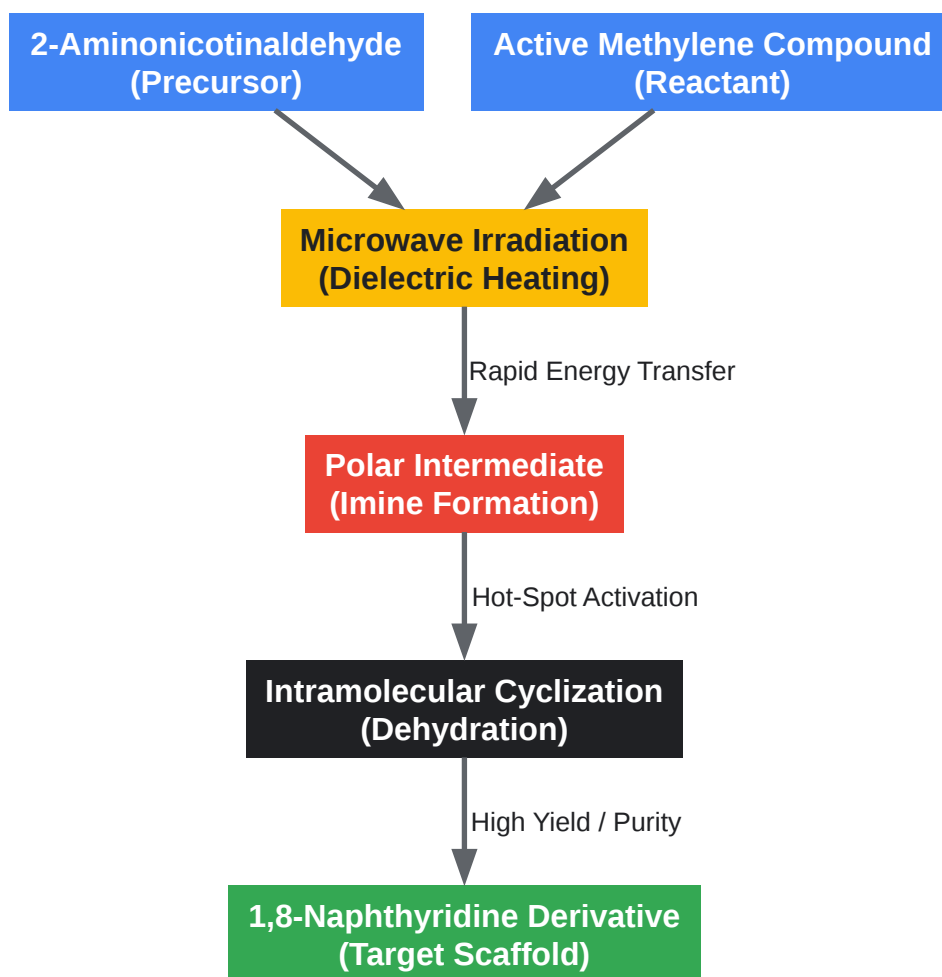 2-Aminonicotinaldehyde
(Precursor)
Active Methylene Compound
(Reactant)
Microwave Irradiation
(Dielectric Heating)
Rapid Energy Transfer
Polar Intermediate
(Imine Formation)
Hot-Spot Activation
Intramolecular Cyclization
(Dehydration)
High Yield / Purity
1,8-Naphthyridine Derivative
(Target Scaffold)